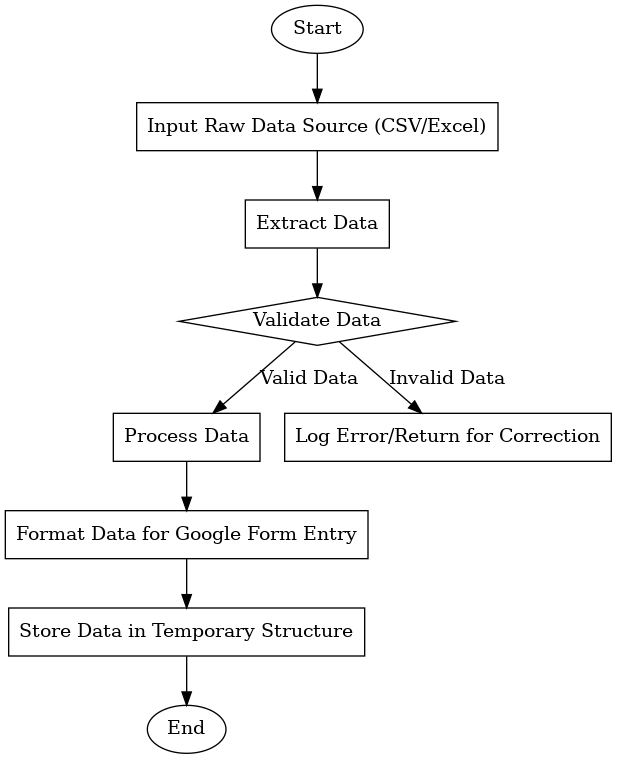 Start
Input Raw Data Source (CSV/Excel)
Extract Data
Validate Data
Valid Data
Invalid Data
Process Data
Log Error/Return for Correction
Format Data for Google Form Entry
Store Data in Temporary Structure
End